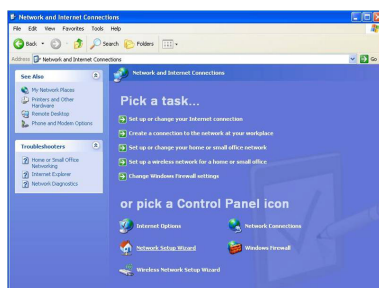 Network and Internet Connections
File Edit View Favorites Tools Help
Back Search Folders
Address Network and Internet Connections Go
See Also
My Network Places
Printers and Other
Hardware
Remote Desktop
Phone and Modem Options
Troubleshooters
Home or Small Office
Networking
Internet Explorer
Network Diagnostics
Network and Internet Connections
Pick a task...
Set up or change your Internet connection
Create a connection to the network at your workplace
Set up or change your home or small office network
Set up a wireless network for a home or small office
Change Windows Firewall settings
or pick a Control Panel icon
Internet Options Network Connections
Network Setup Wizard Windows Firewall
Wireless Network Setup Wizard